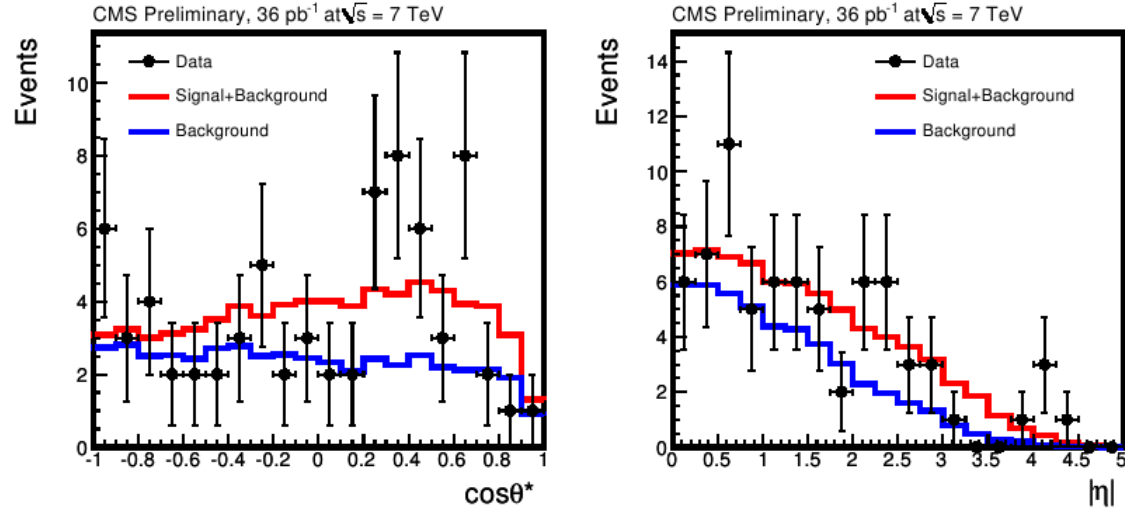 CMS Preliminary, 36 pb⁻¹ at √s = 7 TeV
Events
Data
Signal+Background
Background
10
8
6
4
2
0
-1 -0.8 -0.6 -0.4 -0.2 0 0.2 0.4 0.6 0.8 1
cosθ*
CMS Preliminary, 36 pb⁻¹ at √s = 7 TeV
Events
Data
Signal+Background
Background
14
12
10
8
6
4
2
0
0 0.5 1 1.5 2 2.5 3 3.5 4 4.5 5
|η|